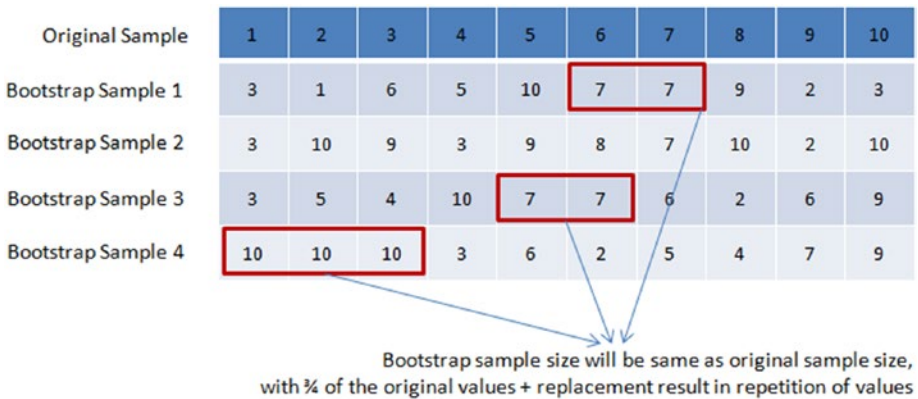 Original Sample 1 2 3 4 5 6 7 8 9 10
Bootstrap Sample 1 3 1 6 5 10 7 7 9 2 3
Bootstrap Sample 2 3 10 9 3 9 8 7 10 2 10
Bootstrap Sample 3 3 5 4 10 7 7 6 2 6 9
Bootstrap Sample 4 10 10 10 3 6 2 5 4 7 9
Bootstrap sample size will be same as original sample size,
with ¾ of the original values + replacement result in repetition of values